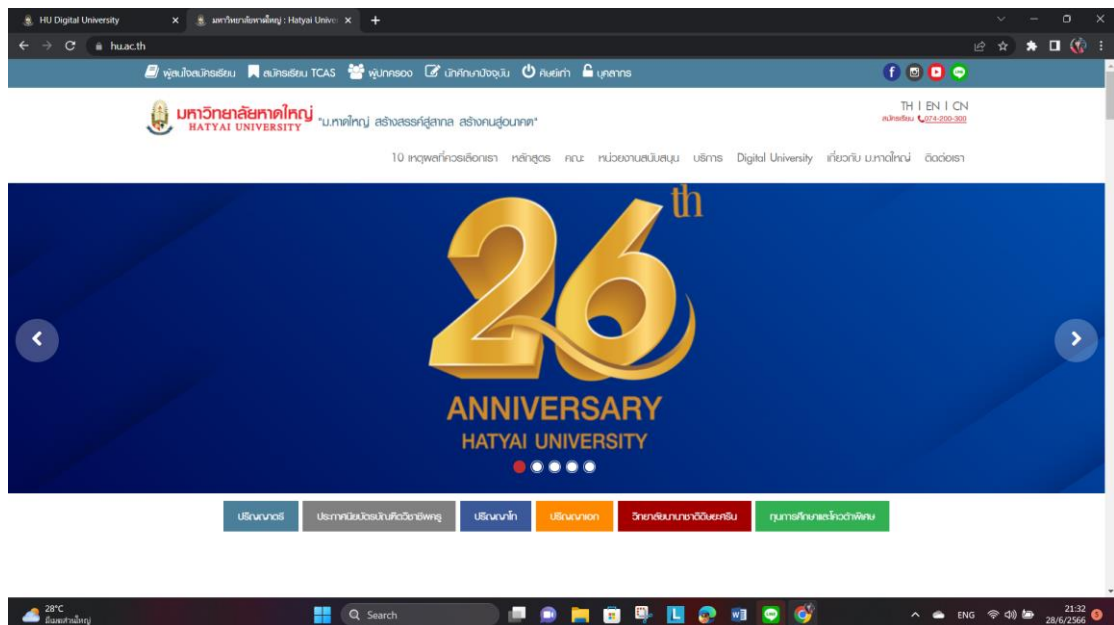 HU Digital University
มหาวิทยาลัยหาดใหญ่ : Hatyai Univer
hu.ac.th
ผู้สนใจสมัครเรียน สมัครเรียน TCAS ผู้ปกครอง นักศึกษาปัจจุบัน ศิษย์เก่า บุคลากร
มหาวิทยาลัยหาดใหญ่
HATYAI UNIVERSITY
"ม.หาดใหญ่ สร้างสรรค์สู่สากล สร้างคนสู่อนาคต"
TH | EN | CN
สมัครเรียน 074-200-300
10 เหตุผลที่ควรเลือกเรา หลักสูตร คณะ หน่วยงานสนับสนุน บริการ Digital University เกี่ยวกับ ม.หาดใหญ่ ติดต่อเรา
26th
ANNIVERSARY
HATYAI UNIVERSITY
ปริญญาตรี ประกาศนียบัตรบัณฑิตวิชาชีพครู ปริญญาโท ปริญญาเอก วิทยาลัยนานาชาติดิษยะศริน ทุนการศึกษาและโควตาพิเศษ
28°C
มีเมฆส่วนใหญ่
Search
ENG
21:32
28/6/2566